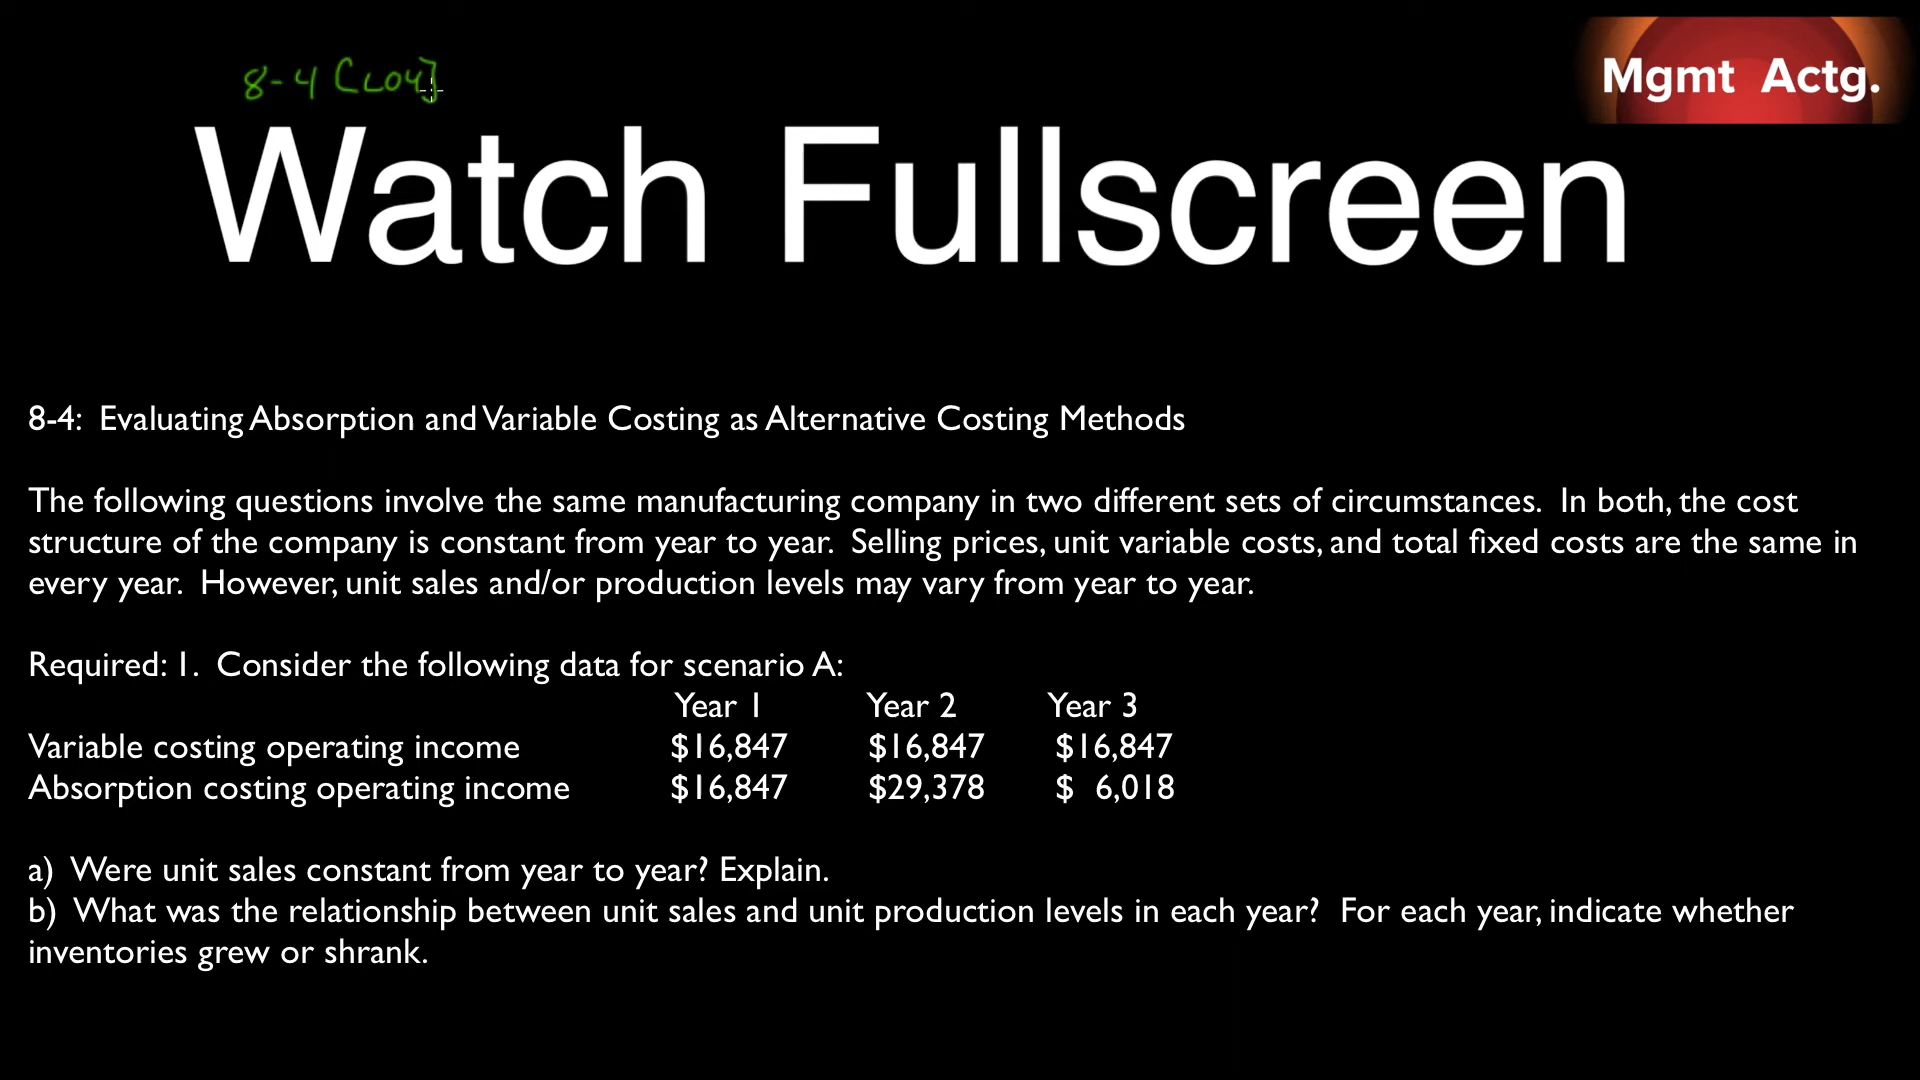 8-4 [LO4]
Mgmt Actg.
Watch Fullscreen
8-4: Evaluating Absorption and Variable Costing as Alternative Costing Methods
The following questions involve the same manufacturing company in two different sets of circumstances. In both, the cost
structure of the company is constant from year to year. Selling prices, unit variable costs, and total fixed costs are the same in
every year. However, unit sales and/or production levels may vary from year to year.
Required: 1. Consider the following data for scenario A:
Year 1 Year 2 Year 3
Variable costing operating income $16,847 $16,847 $16,847
Absorption costing operating income $16,847 $29,378 $ 6,018
a) Were unit sales constant from year to year? Explain.
b) What was the relationship between unit sales and unit production levels in each year? For each year, indicate whether
inventories grew or shrank.